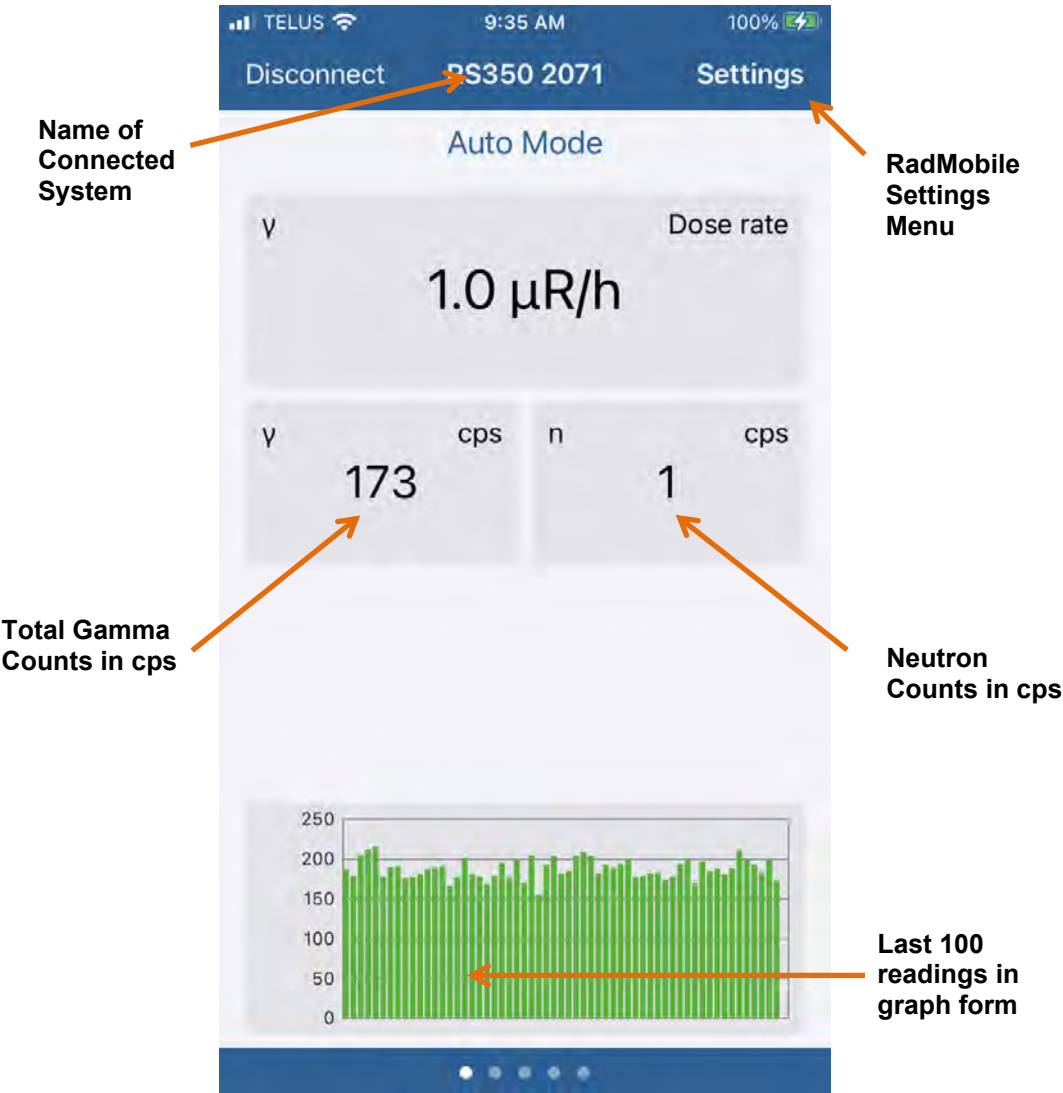 TELUS 9:35 AM 100%
Disconnect RS350 2071 Settings
Name of
Connected
System
Auto Mode
RadMobile
Settings
Menu
γ Dose rate
1.0 μR/h
γ cps n cps
173 1
Total Gamma
Counts in cps
Neutron
Counts in cps
250
200
150
100
50
0
Last 100
readings in
graph form